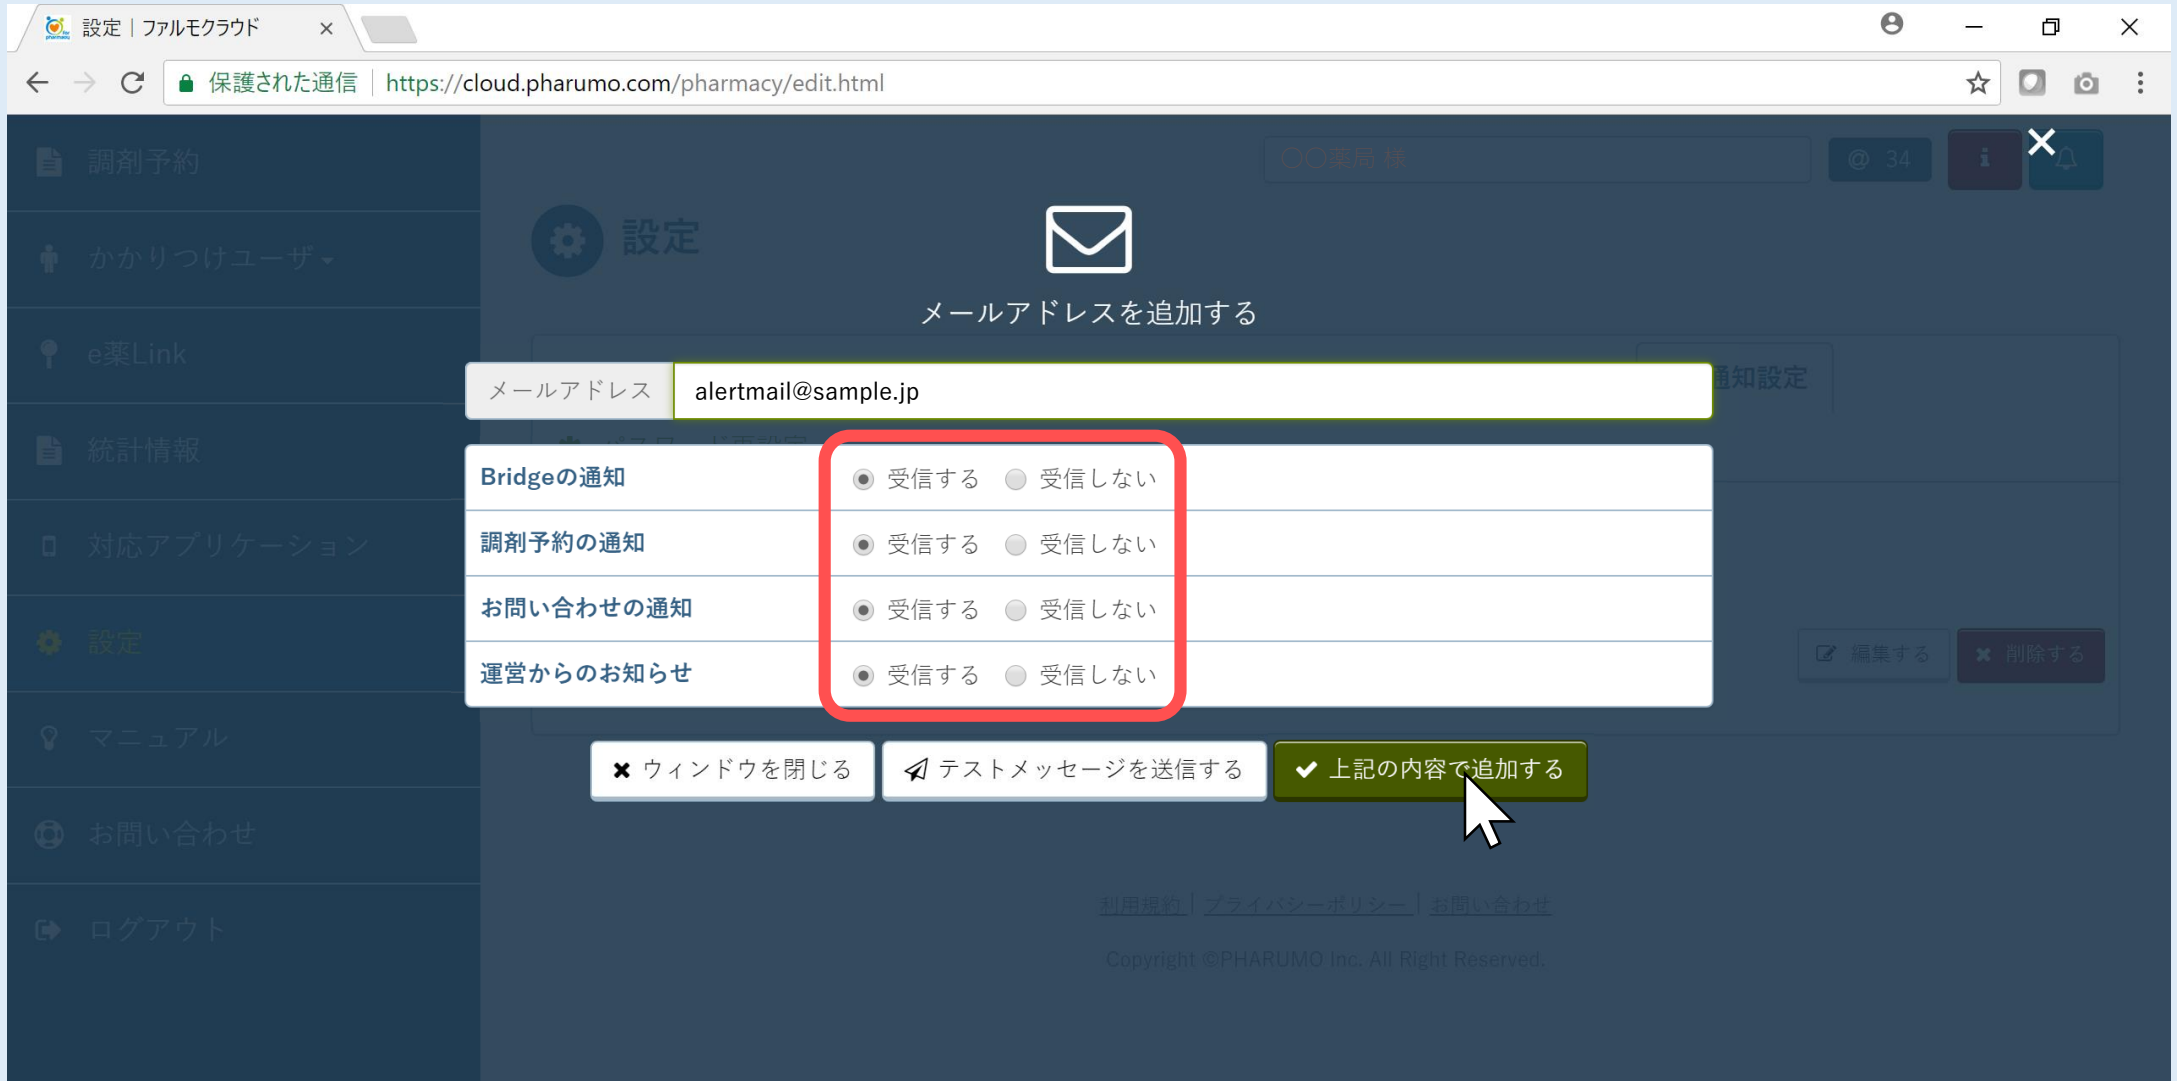 設定 | ファルモクラウド
保護された通信 | https://cloud.pharumo.com/pharmacy/edit.html
〇〇薬局 様
@ 34
調剤予約
かかりつけユーザ
e薬Link
統計情報
対応アプリケーション
設定
マニュアル
お問い合わせ
ログアウト
設定
メールアドレスを追加する
通知設定
メールアドレス alertmail@sample.jp
Bridgeの通知 受信する 受信しない
調剤予約の通知 受信する 受信しない
お問い合わせの通知 受信する 受信しない
運営からのお知らせ 受信する 受信しない
編集する 削除する
ウィンドウを閉じる テストメッセージを送信する 上記の内容で追加する
利用規約 | プライバシーポリシー | お問い合わせ
Copyright ©PHARUMO Inc. All Right Reserved.